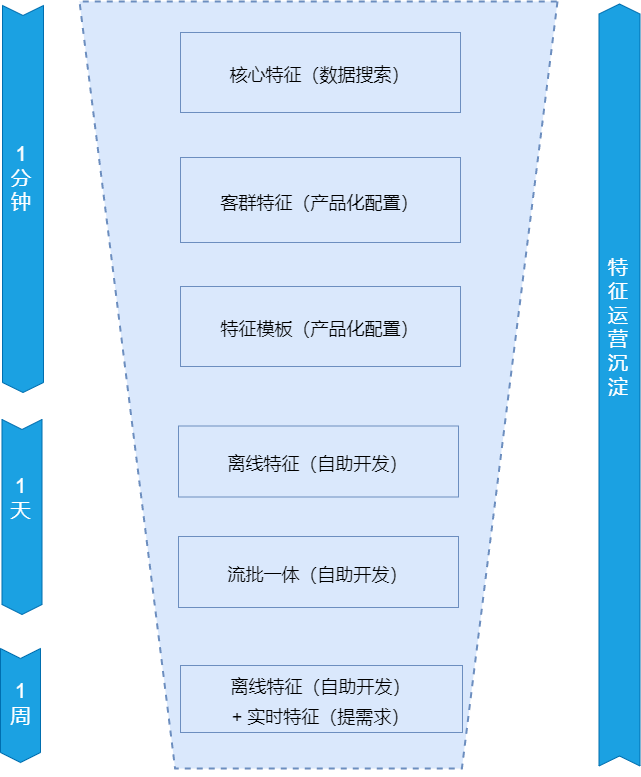 1
分
钟
核心特征（数据搜索）
客群特征（产品化配置）
特征模板（产品化配置）
1
天
离线特征（自助开发）
流批一体（自助开发）
1
周
离线特征（自助开发）
+ 实时特征（提需求）
特
征
运
营
沉
淀